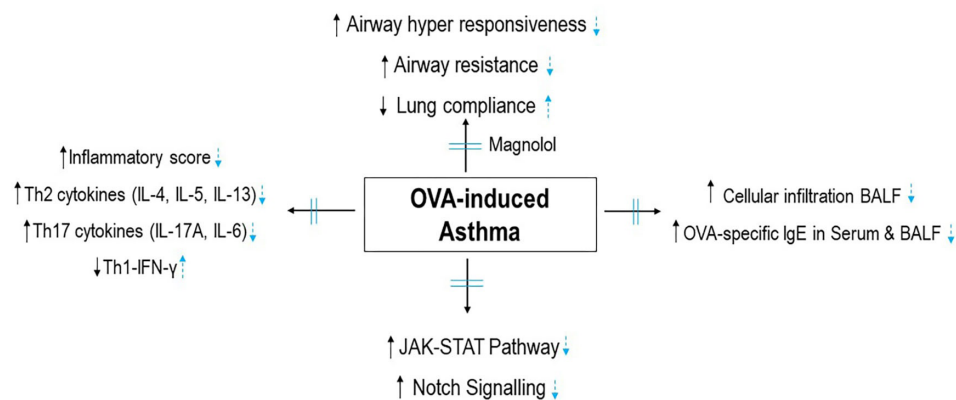 ↑ Airway hyper responsiveness ⇣
↑ Airway resistance ⇣
↓ Lung compliance ⇡
Magnolol
↑Inflammatory score⇣
↑Th2 cytokines (IL-4, IL-5, IL-13)⇣
↑Th17 cytokines (IL-17A, IL-6)⇣
↓Th1-IFN-γ⇡
OVA-induced
Asthma
↑ Cellular infiltration BALF ⇣
↑OVA-specific IgE in Serum & BALF ⇣
↑JAK-STAT Pathway⇣
↑ Notch Signalling ⇣